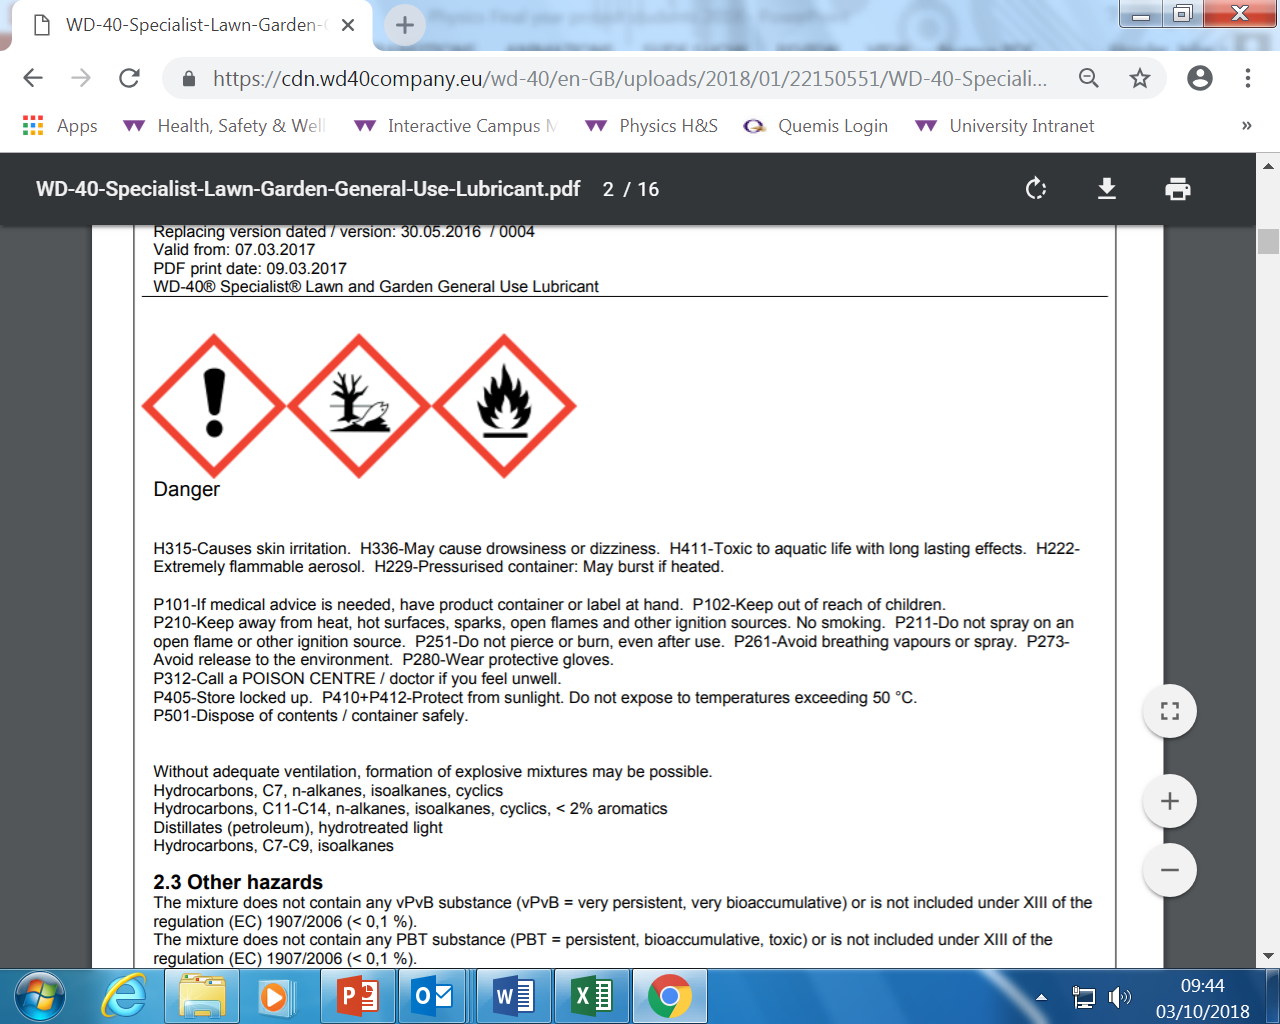 WD-40-Specialist-Lawn-Garden-
https://cdn.wd40company.eu/wd-40/en-GB/uploads/2018/01/22150551/WD-40-Speciali...
Apps Health, Safety & Well Interactive Campus M Physics H&S Quemis Login University Intranet »
WD-40-Specialist-Lawn-Garden-General-Use-Lubricant.pdf 2 / 16
Replacing version dated / version: 30.05.2016 / 0004
Valid from: 07.03.2017
PDF print date: 09.03.2017
WD-40® Specialist® Lawn and Garden General Use Lubricant
Danger
H315-Causes skin irritation. H336-May cause drowsiness or dizziness. H411-Toxic to aquatic life with long lasting effects. H222-
Extremely flammable aerosol. H229-Pressurised container: May burst if heated.
P101-If medical advice is needed, have product container or label at hand. P102-Keep out of reach of children.
P210-Keep away from heat, hot surfaces, sparks, open flames and other ignition sources. No smoking. P211-Do not spray on an
open flame or other ignition source. P251-Do not pierce or burn, even after use. P261-Avoid breathing vapours or spray. P273-
Avoid release to the environment. P280-Wear protective gloves.
P312-Call a POISON CENTRE / doctor if you feel unwell.
P405-Store locked up. P410+P412-Protect from sunlight. Do not expose to temperatures exceeding 50 °C.
P501-Dispose of contents / container safely.
Without adequate ventilation, formation of explosive mixtures may be possible.
Hydrocarbons, C7, n-alkanes, isoalkanes, cyclics
Hydrocarbons, C11-C14, n-alkanes, isoalkanes, cyclics, < 2% aromatics
Distillates (petroleum), hydrotreated light
Hydrocarbons, C7-C9, isoalkanes
2.3 Other hazards
The mixture does not contain any vPvB substance (vPvB = very persistent, very bioaccumulative) or is not included under XIII of the
regulation (EC) 1907/2006 (< 0,1 %).
The mixture does not contain any PBT substance (PBT = persistent, bioaccumulative, toxic) or is not included under XIII of the
regulation (EC) 1907/2006 (< 0,1 %).
09:44
03/10/2018